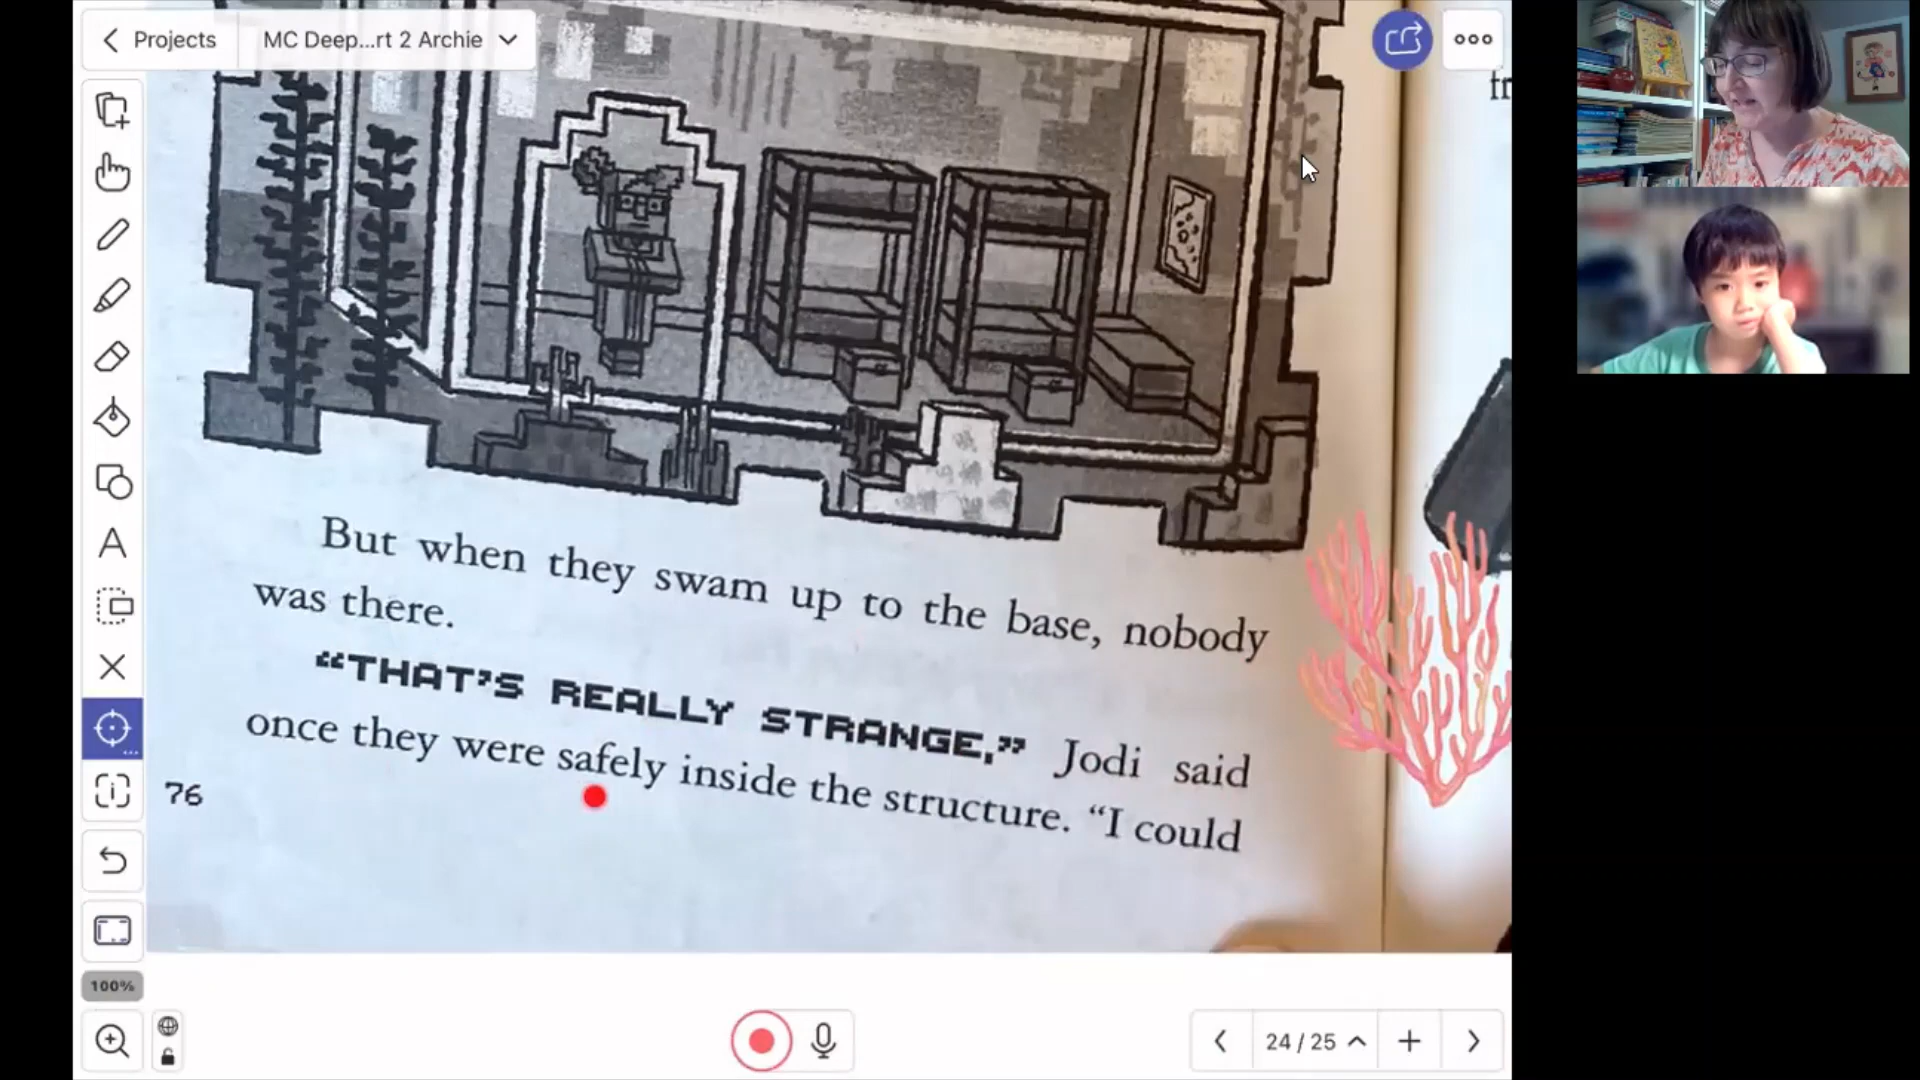 Projects
MC Deep...rt 2 Archie
But when they swam up to the base, nobody
was there.
“THAT’S REALLY STRANGE,” Jodi said
once they were safely inside the structure. “I could
76
100%
24 / 25